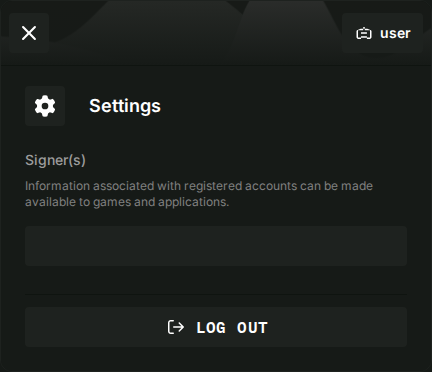 user
Settings
Signer(s)
Information associated with registered accounts can be made
available to games and applications.
LOG OUT